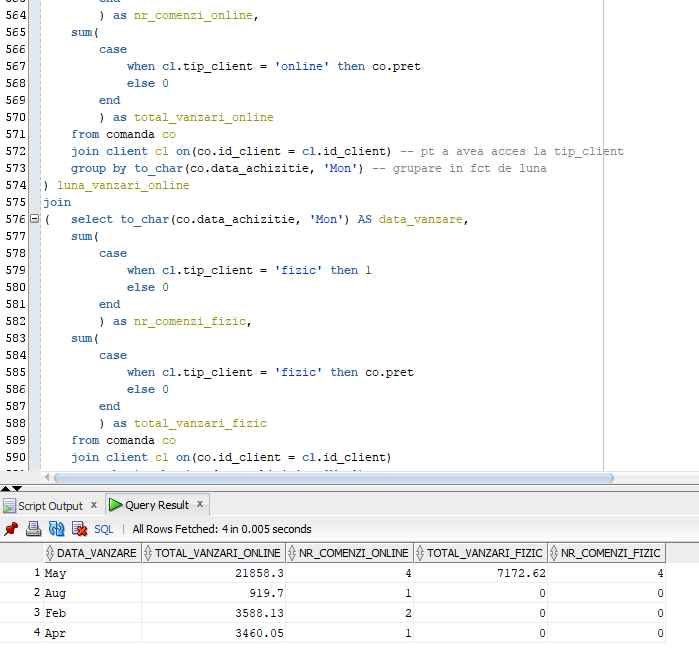 564 ) as nr_comenzi_online,
565 sum(
566 case
567 when cl.tip_client = 'online' then co.pret
568 else 0
569 end
570 ) as total_vanzari_online
571 from comanda co
572 join client cl on(co.id_client = cl.id_client) -- pt a avea acces la tip_client
573 group by to_char(co.data_achizitie, 'Mon') -- grupare in fct de luna
574 ) luna_vanzari_online
575 join
576 ( select to_char(co.data_achizitie, 'Mon') AS data_vanzare,
577 sum(
578 case
579 when cl.tip_client = 'fizic' then 1
580 else 0
581 end
582 ) as nr_comenzi_fizic,
583 sum(
584 case
585 when cl.tip_client = 'fizic' then co.pret
586 else 0
587 end
588 ) as total_vanzari_fizic
589 from comanda co
590 join client cl on(co.id_client = cl.id_client)
Script Output x Query Result x
SQL | All Rows Fetched: 4 in 0.005 seconds
DATA_VANZARE TOTAL_VANZARI_ONLINE NR_COMENZI_ONLINE TOTAL_VANZARI_FIZIC NR_COMENZI_FIZIC
1 May 21858.3 4 7172.62 4
2 Aug 919.7 1 0 0
3 Feb 3588.13 2 0 0
4 Apr 3460.05 1 0 0